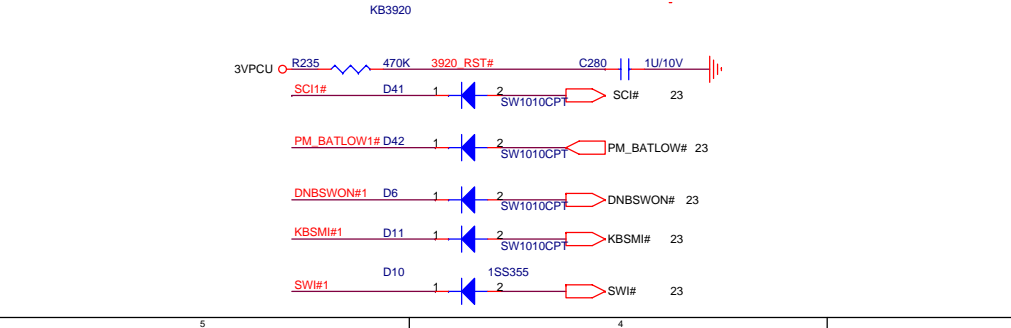 KB3920
3VPCU R235 470K 3920_RST# C280 1U/10V
SCI1# D41 1 2 SW1010CPT SCI# 23
PM_BATLOW1# D42 1 2 SW1010CPT PM_BATLOW# 23
DNBSWON#1 D6 1 2 SW1010CPT DNBSWON# 23
KBSMI#1 D11 1 2 SW1010CPT KBSMI# 23
D10 1SS355
SWI#1 1 2 SWI# 23
5 4